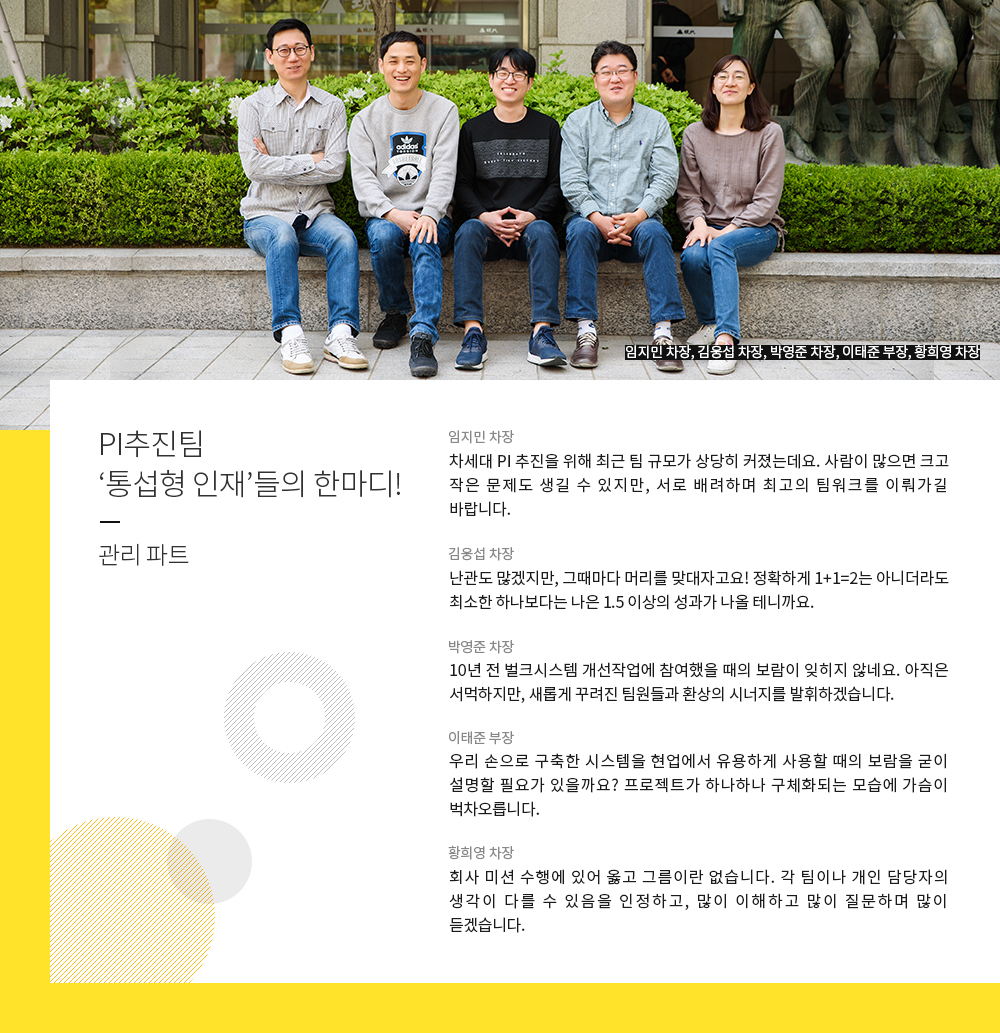 adidas
임지민 차장, 김웅섭 차장, 박영준 차장, 이태준 부장, 황희영 차장
PI추진팀
‘통섭형 인재’들의 한마디!
관리 파트
임지민 차장
차세대 PI 추진을 위해 최근 팀 규모가 상당히 커졌는데요. 사람이 많으면 크고
작은 문제도 생길 수 있지만, 서로 배려하며 최고의 팀워크를 이뤄가길
바랍니다.
김웅섭 차장
난관도 많겠지만, 그때마다 머리를 맞대자고요! 정확하게 1+1=2는 아니더라도
최소한 하나보다는 나은 1.5 이상의 성과가 나올 테니까요.
박영준 차장
10년 전 벌크시스템 개선작업에 참여했을 때의 보람이 잊히지 않네요. 아직은
서먹하지만, 새롭게 꾸려진 팀원들과 환상의 시너지를 발휘하겠습니다.
이태준 부장
우리 손으로 구축한 시스템을 현업에서 유용하게 사용할 때의 보람을 굳이
설명할 필요가 있을까요? 프로젝트가 하나하나 구체화되는 모습에 가슴이
벅차오릅니다.
황희영 차장
회사 미션 수행에 있어 옳고 그름이란 없습니다. 각 팀이나 개인 담당자의
생각이 다를 수 있음을 인정하고, 많이 이해하고 많이 질문하며 많이
듣겠습니다.